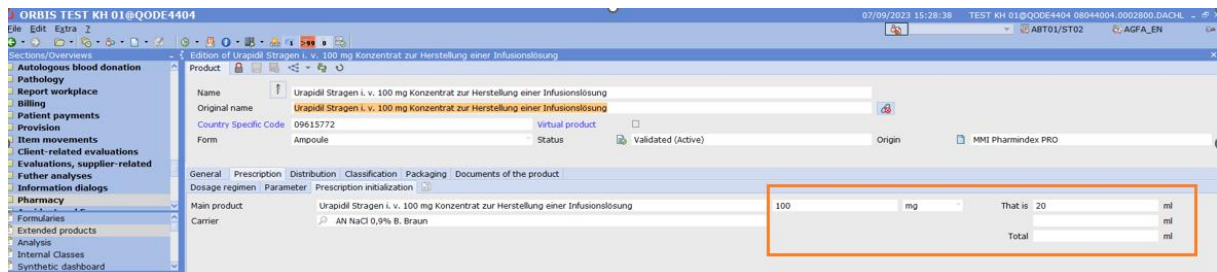 ORBIS TEST KH 01@QODE4404 07/09/2023 15:28:38 TEST KH 01@QODE4404 08044004.0002800.DACHL
File Edit Extra ?
ABT01/ST02 AGFA_EN
1 >99 0
Sections/Overviews
Autologous blood donation
Pathology
Report workplace
Billing
Patient payments
Provision
Item movements
Client-related evaluations
Evaluations, supplier-related
Futher analyses
Information dialogs
Pharmacy
Formularies
Extended products
Analysis
Internal Classes
Synthetic dashboard
Edition of Urapidil Stragen i. v. 100 mg Konzentrat zur Herstellung einer Infusionslösung
Product
Name Urapidil Stragen i. v. 100 mg Konzentrat zur Herstellung einer Infusionslösung
Original name Urapidil Stragen i. v. 100 mg Konzentrat zur Herstellung einer Infusionslösung
Country Specific Code 09615772 Virtual product
Form Ampoule Status Validated (Active) Origin MMI Pharmindex PRO
General Prescription Distribution Classification Packaging Documents of the product
Dosage regimen Parameter Prescription initialization
Main product Urapidil Stragen i. v. 100 mg Konzentrat zur Herstellung einer Infusionslösung 100 mg That is 20 ml
Carrier AN NaCl 0,9% B. Braun ml
Total ml